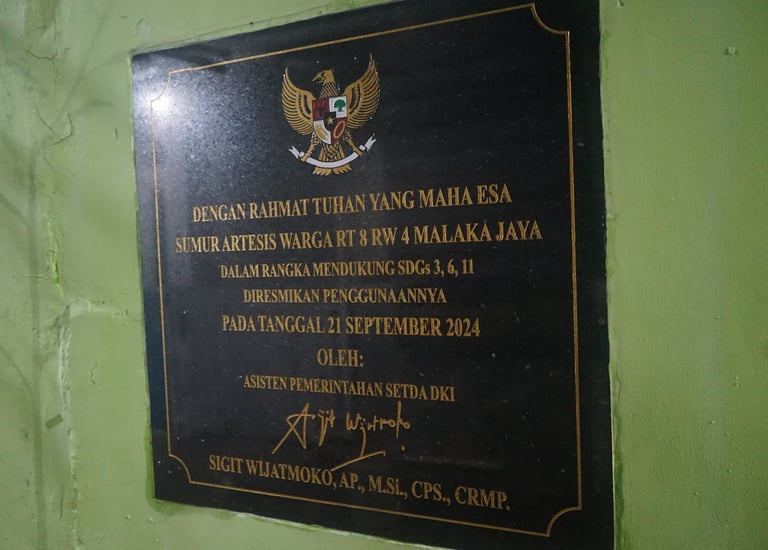 DENGAN RAHMAT TUHAN YANG MAHA ESA
SUMUR ARTESIS WARGA RT 8 RW 4 MALAKA JAYA
DALAM RANGKA MENDUKUNG SDGs 3, 6, 11
DIRESMIKAN PENGGUNAANNYA
PADA TANGGAL 21 SEPTEMBER 2024
OLEH:
ASISTEN PEMERINTAHAN SETDA DKI
SIGIT WIJATMOKO, AP., M.Si., CPS., CRMP.